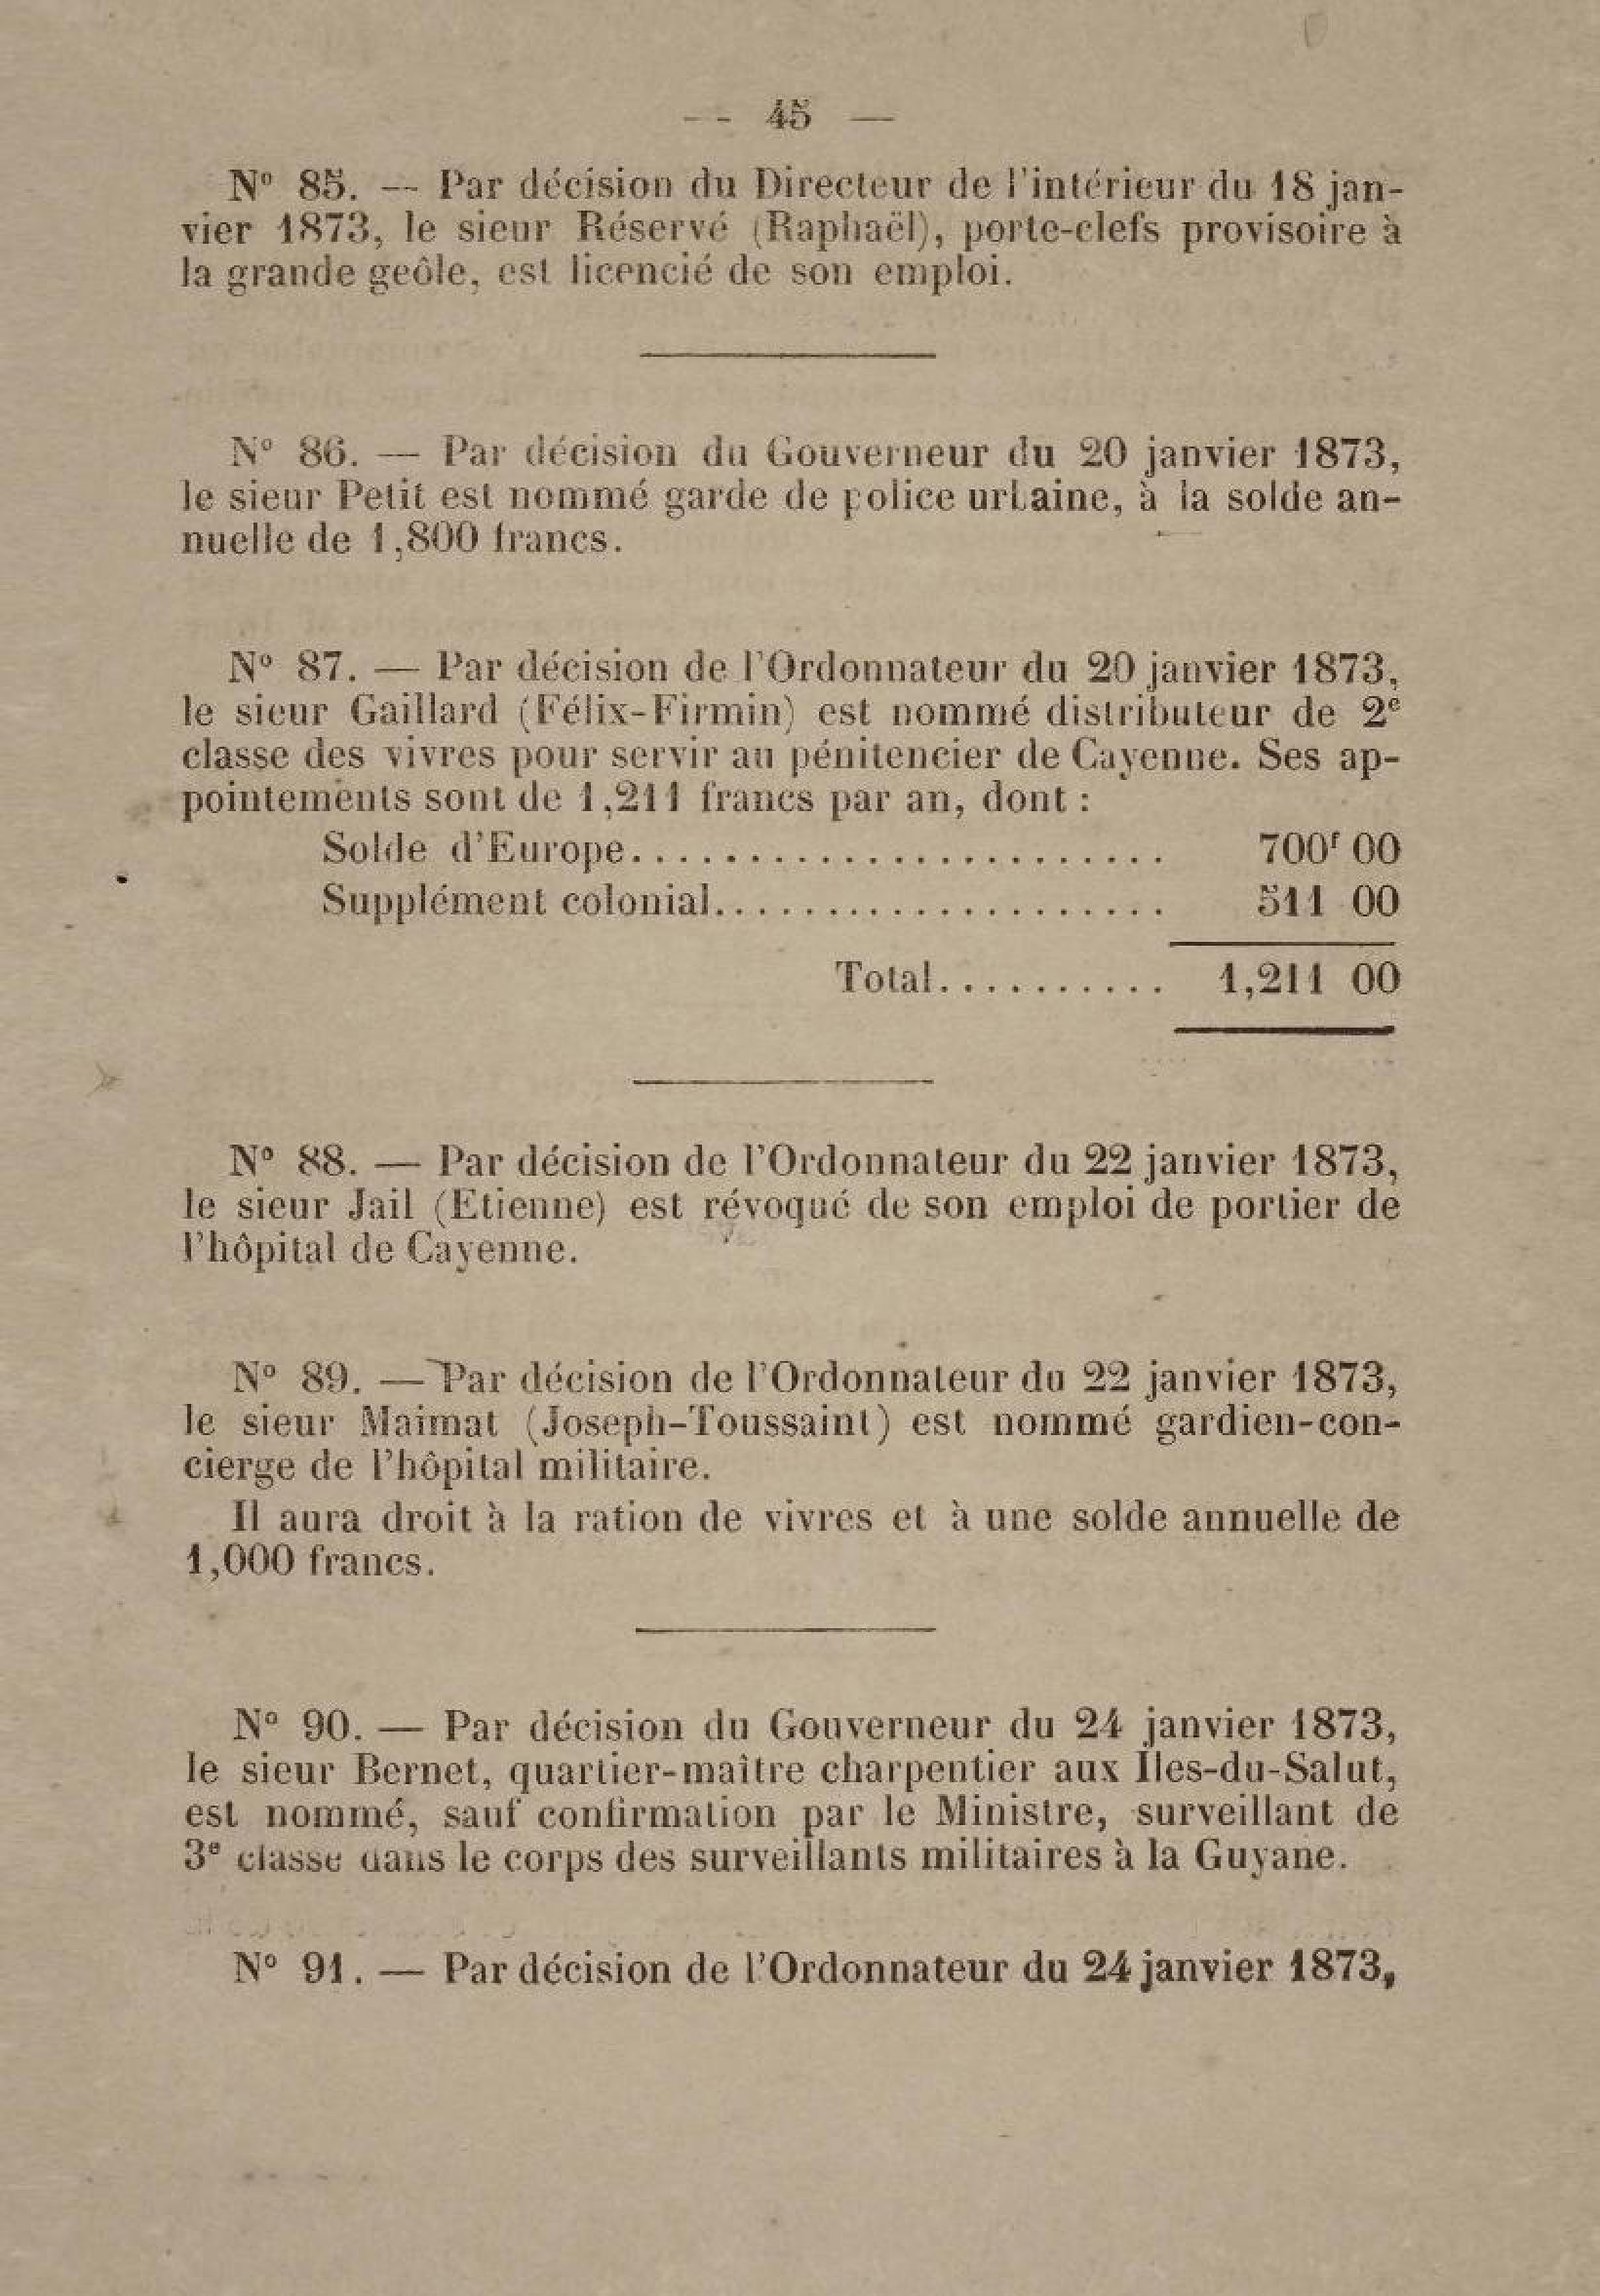 — 45 —
N° 85. — Par décision du Directeur de l'intérieur du 18 jan-
vier 1873, le sieur Réservé (Raphaël), porte-clefs provisoire à
la grande geôle, est licencié de son emploi.
N° 86. — Par décision du Gouverneur du 20 janvier 1873,
le sieur Petit est nommé garde de police urbaine, à la solde an-
nuelle de 1,800 francs.
N° 87. — Par décision de l'Ordonnateur du 20 janvier 1873,
le sieur Gaillard (Félix-Firmin) est nommé distributeur de 2e
classe des vivres pour servir au pénitencier de Cayenne. Ses ap-
pointements sont de 1,211 francs par an, dont :
Solde d'Europe........................ 700f 00
Supplément colonial.................... 511 00
Total.......... 1,211 00
N° 88. — Par décision de l'Ordonnateur du 22 janvier 1873,
le sieur Jail (Etienne) est révoqué de son emploi de portier de
l'hôpital de Cayenne.
N° 89. — Par décision de l'Ordonnateur du 22 janvier 1873,
le sieur Maimat (Joseph-Toussaint) est nommé gardien-con-
cierge de l'hôpital militaire.
Il aura droit à la ration de vivres et à une solde annuelle de
1,000 francs.
N° 90. — Par décision du Gouverneur du 24 janvier 1873,
le sieur Bernet, quartier-maître charpentier aux Iles-du-Salut,
est nommé, sauf confirmation par le Ministre, surveillant de
3e classe dans le corps des surveillants militaires à la Guyane.
N° 91. — Par décision de l'Ordonnateur du 24 janvier 1873,